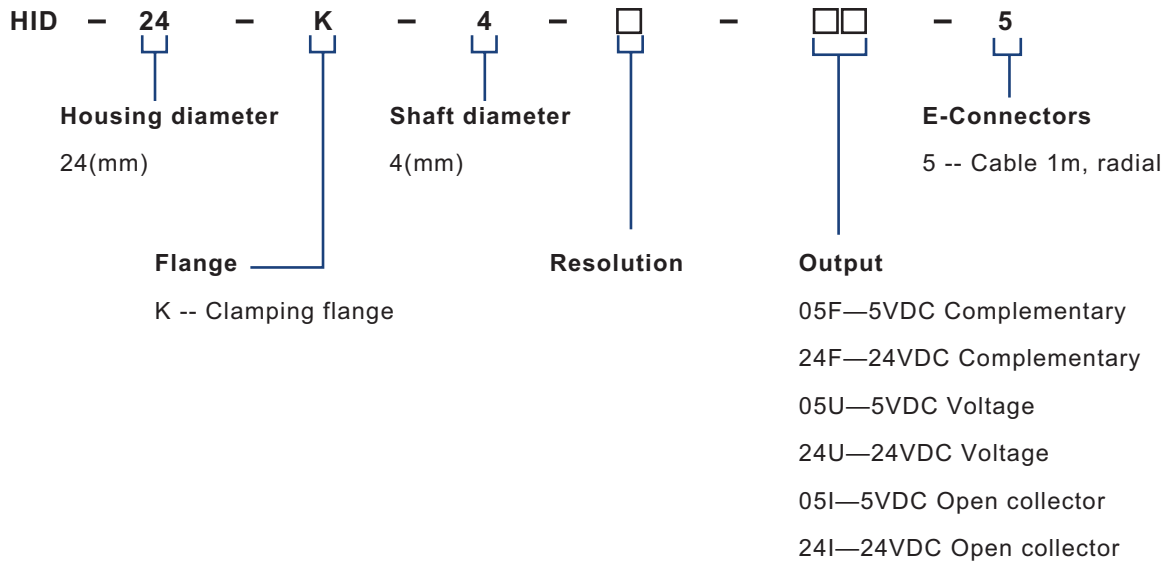 HID – 24 – K – 4 – □ – □□ – 5
Housing diameter
24(mm)
Shaft diameter
4(mm)
E-Connectors
5 -- Cable 1m, radial
Flange
K -- Clamping flange
Resolution
Output
05F—5VDC Complementary
24F—24VDC Complementary
05U—5VDC Voltage
24U—24VDC Voltage
05I—5VDC Open collector
24I—24VDC Open collector